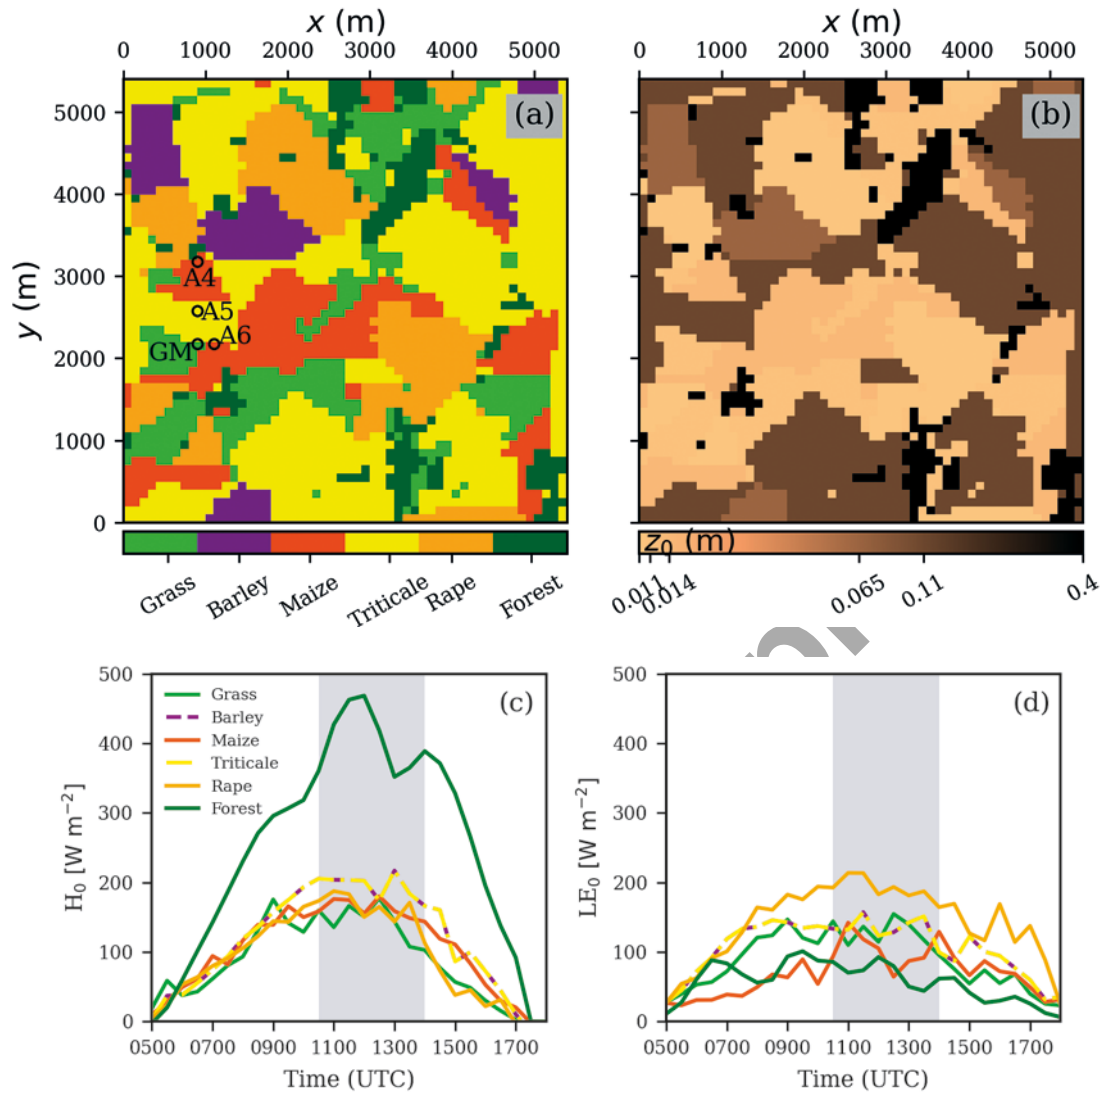 x (m)
0 1000 2000 3000 4000 5000
x (m)
0 1000 2000 3000 4000 5000
y (m)
5000
4000
3000
2000
1000
0
(a)
A4
A5
A6
GM
(b)
Grass Barley Maize Triticale Rape Forest
z₀ (m)
0.011 0.014 0.065 0.11 0.4
H₀ [W m⁻²]
500
400
300
200
100
0
(c)
Grass
Barley
Maize
Triticale
Rape
Forest
0500 0700 0900 1100 1300 1500 1700
Time (UTC)
LE₀ [W m⁻²]
500
400
300
200
100
0
(d)
0500 0700 0900 1100 1300 1500 1700
Time (UTC)